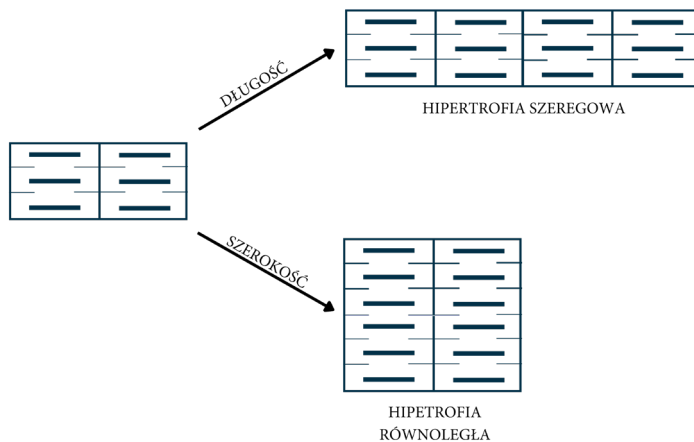 DŁUGOŚĆ
HIPERTROFIA SZEREGOWA
SZEROKOŚĆ
HIPETROFIA
RÓWNOLEGŁA